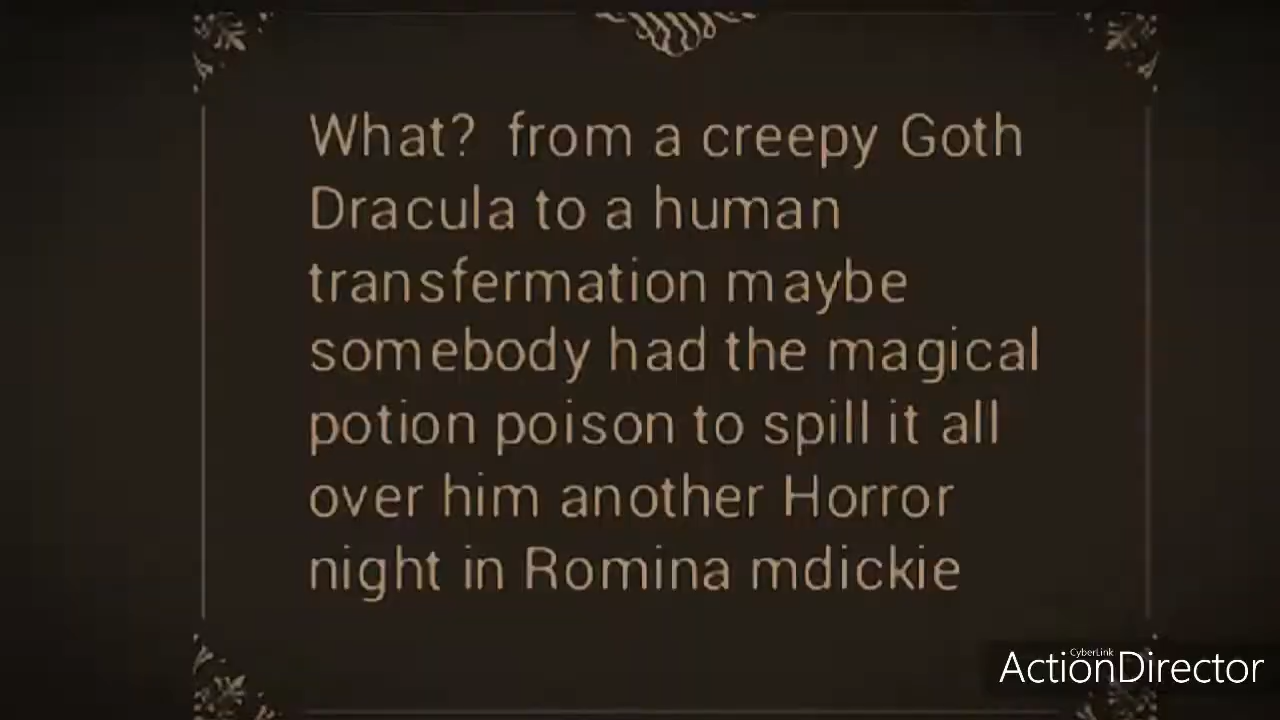 What? from a creepy Goth
Dracula to a human
transfermation maybe
somebody had the magical
potion poison to spill it all
over him another Horror
night in Romina mdickie
CyberLink
ActionDirector